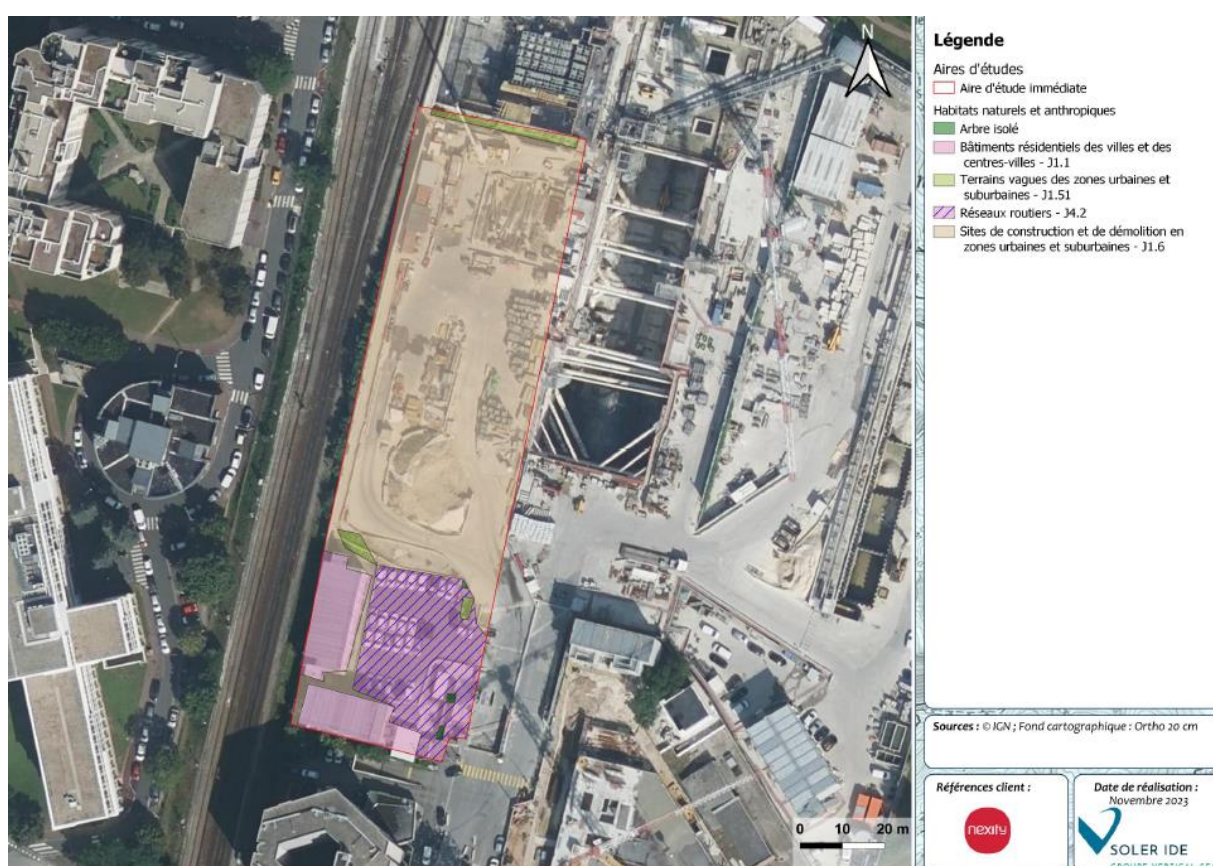 N
Légende
Aires d'études
Aire d'étude immédiate
Habitats naturels et anthropiques
Arbre isolé
Bâtiments résidentiels des villes et des
centres-villes - J1.1
Terrains vagues des zones urbaines et
suburbaines - J1.51
Réseaux routiers - J4.2
Sites de construction et de démolition en
zones urbaines et suburbaines - J1.6
0 10 20 m
Sources : © IGN ; Fond cartographique : Ortho 20 cm
Références client :
nexity
Date de réalisation :
Novembre 2023
SOLER IDE
GROUPE VERTICAL